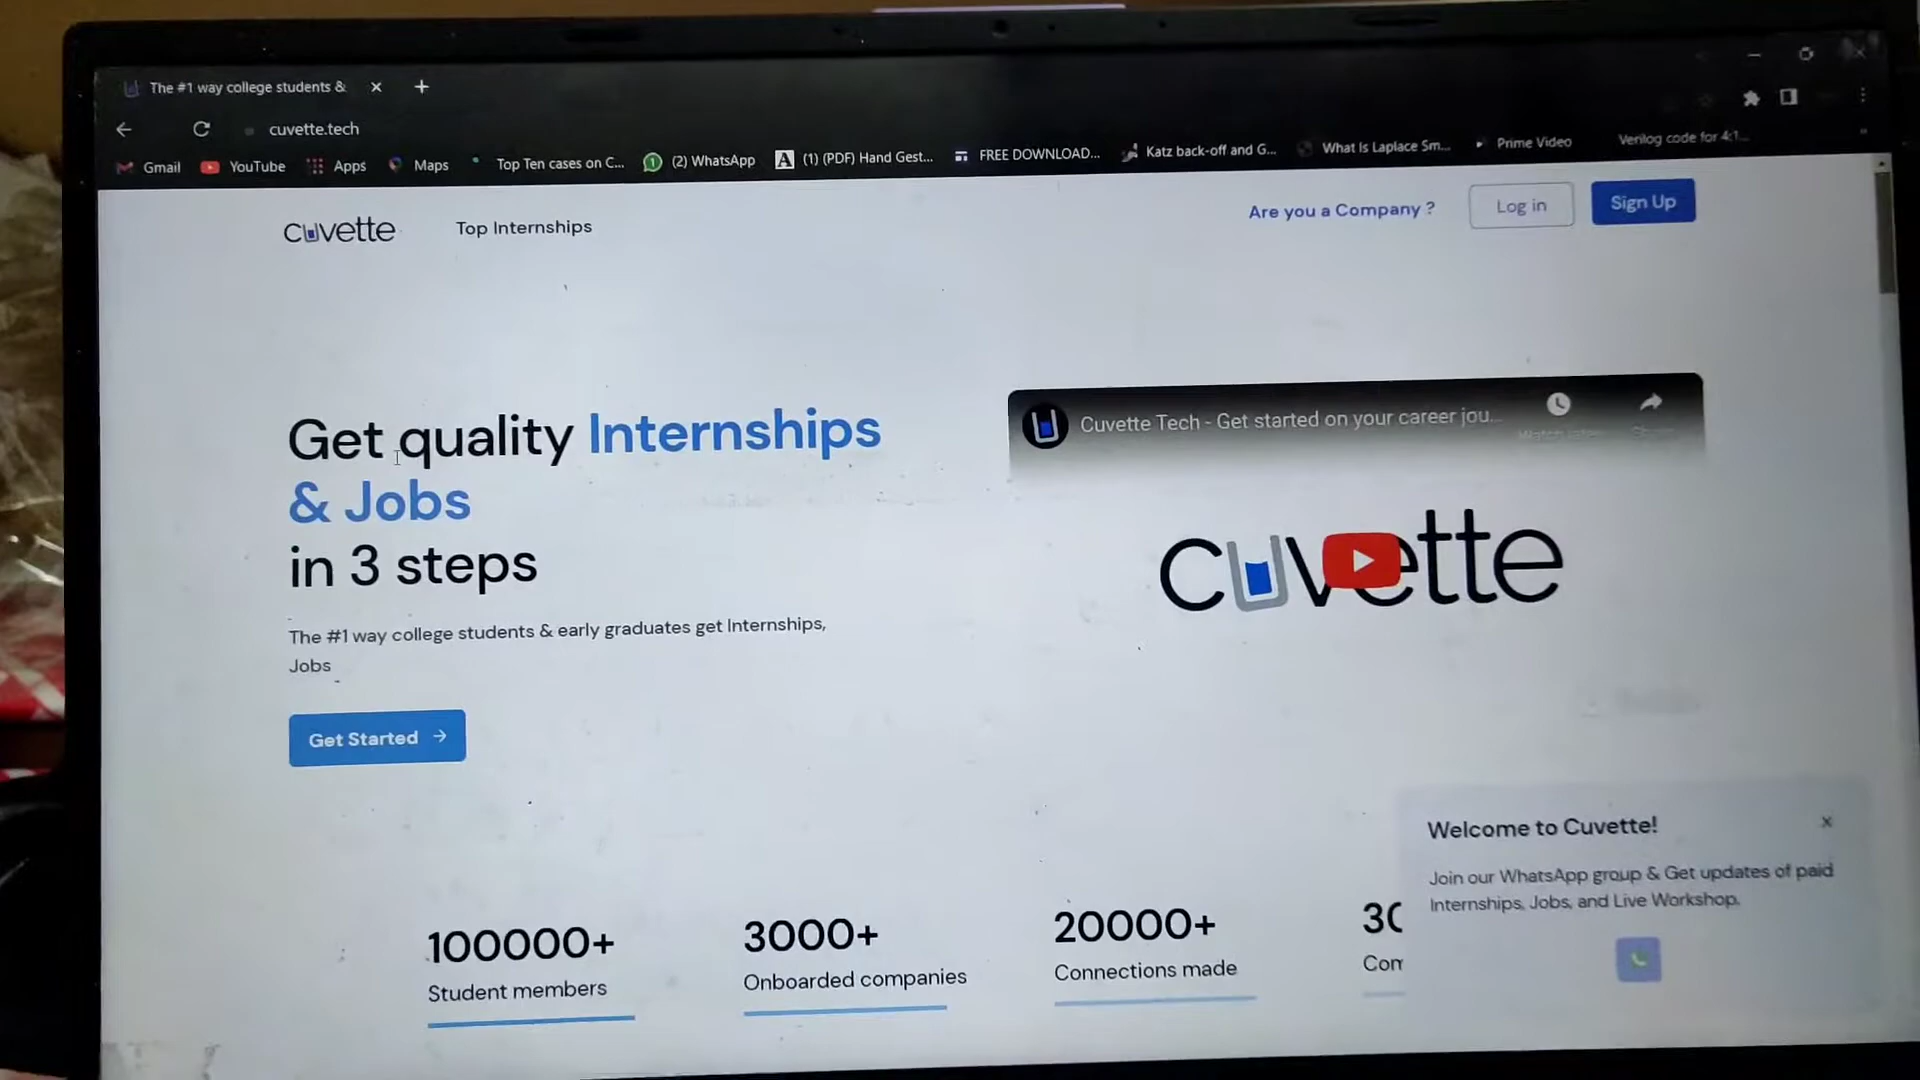 The #1 way college students &
cuvette.tech
Gmail YouTube Apps Maps Top Ten cases on C... (2) WhatsApp (1) (PDF) Hand Gest... FREE DOWNLOAD... Katz back-off and G... What Is Laplace Sm... Prime Video Verilog code for 4:1...
cuvette Top Internships Are you a Company ? Log in Sign Up
Get quality Internships
& Jobs
in 3 steps
The #1 way college students & early graduates get Internships,
Jobs
Get Started →
Cuvette Tech - Get started on your career jou...
cuvette
100000+
Student members
3000+
Onboarded companies
20000+
Connections made
Welcome to Cuvette!
Join our WhatsApp group & Get updates of paid
Internships, Jobs, and Live Workshop.